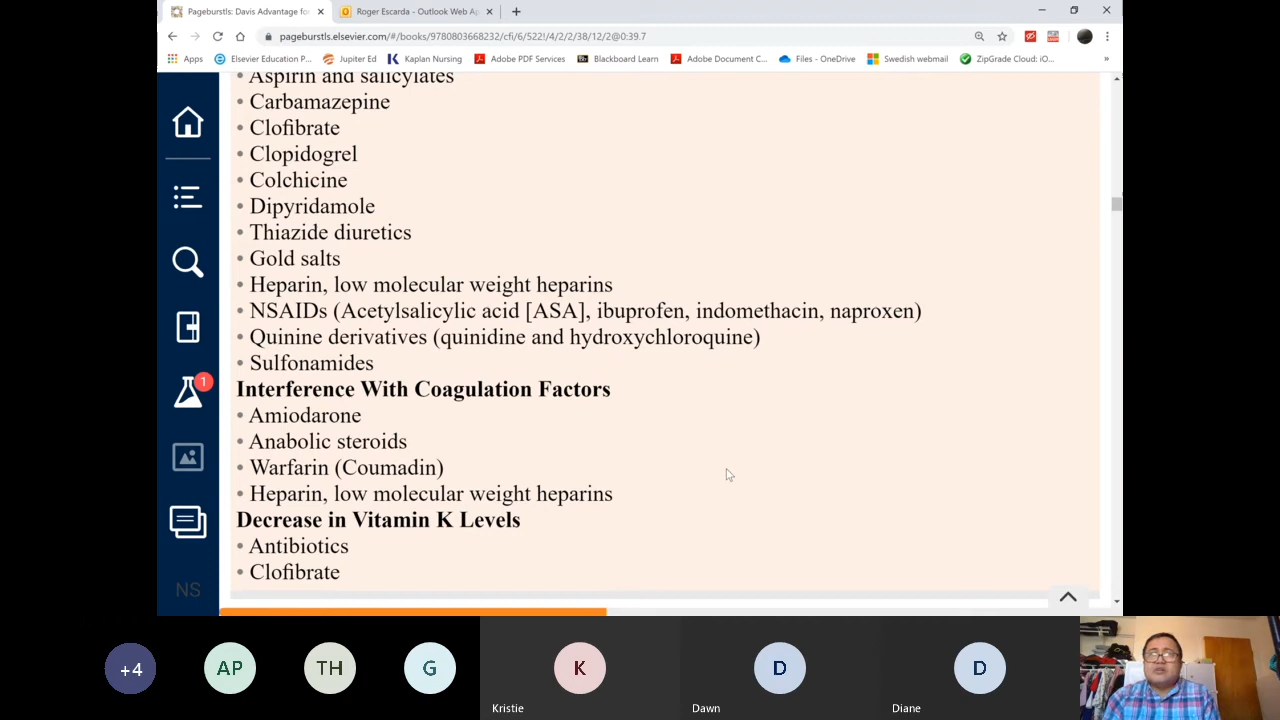 Pageburstls: Davis Advantage fo
Roger Escarda - Outlook Web Ap
pageburstls.elsevier.com/#/books/9780803668232/cfi/6/522!/4/2/2/38/12/2@0:39.7
Apps
Elsevier Education P...
Jupiter Ed
Kaplan Nursing
Adobe PDF Services
Blackboard Learn
Adobe Document C...
Files - OneDrive
Swedish webmail
ZipGrade Cloud: iO...
»
• Aspirin and salicylates
• Carbamazepine
• Clofibrate
• Clopidogrel
• Colchicine
• Dipyridamole
• Thiazide diuretics
• Gold salts
• Heparin, low molecular weight heparins
• NSAIDs (Acetylsalicylic acid [ASA], ibuprofen, indomethacin, naproxen)
• Quinine derivatives (quinidine and hydroxychloroquine)
• Sulfonamides
Interference With Coagulation Factors
• Amiodarone
• Anabolic steroids
• Warfarin (Coumadin)
• Heparin, low molecular weight heparins
Decrease in Vitamin K Levels
• Antibiotics
• Clofibrate
1
NS
+4
AP
TH
G
K
D
D
Kristie
Dawn
Diane